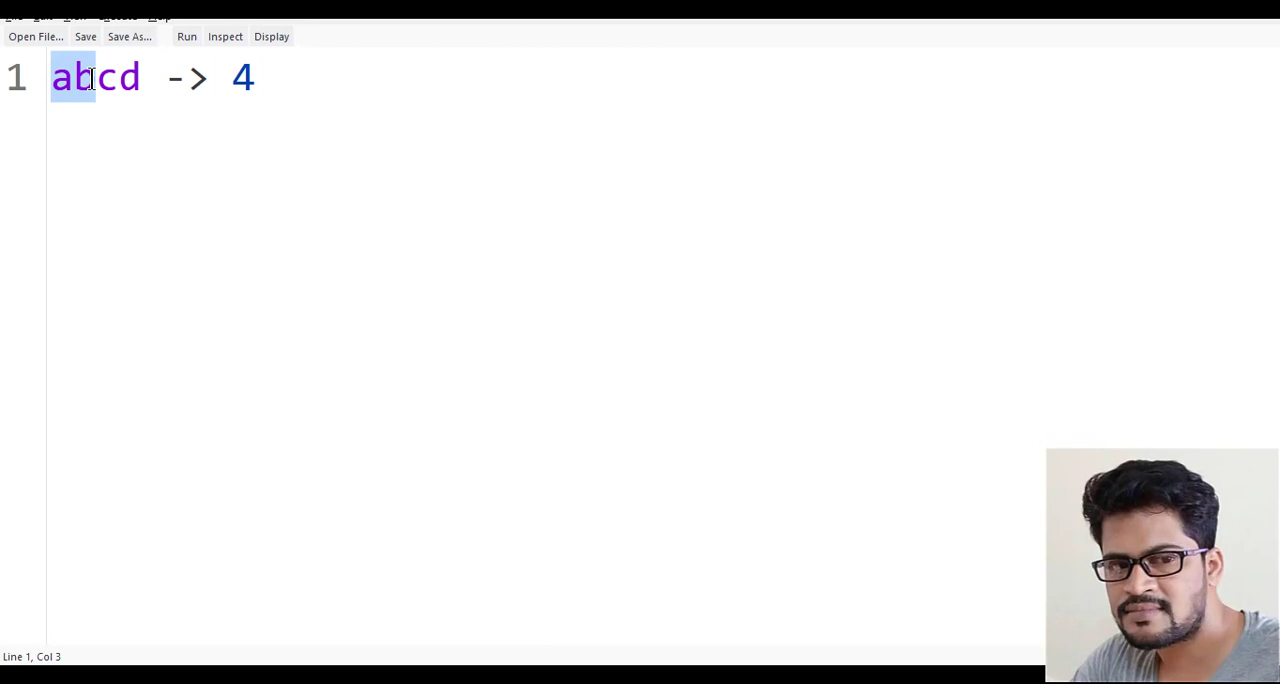 Open File... Save Save As... Run Inspect Display
1 abcd -> 4
Line 1, Col 3